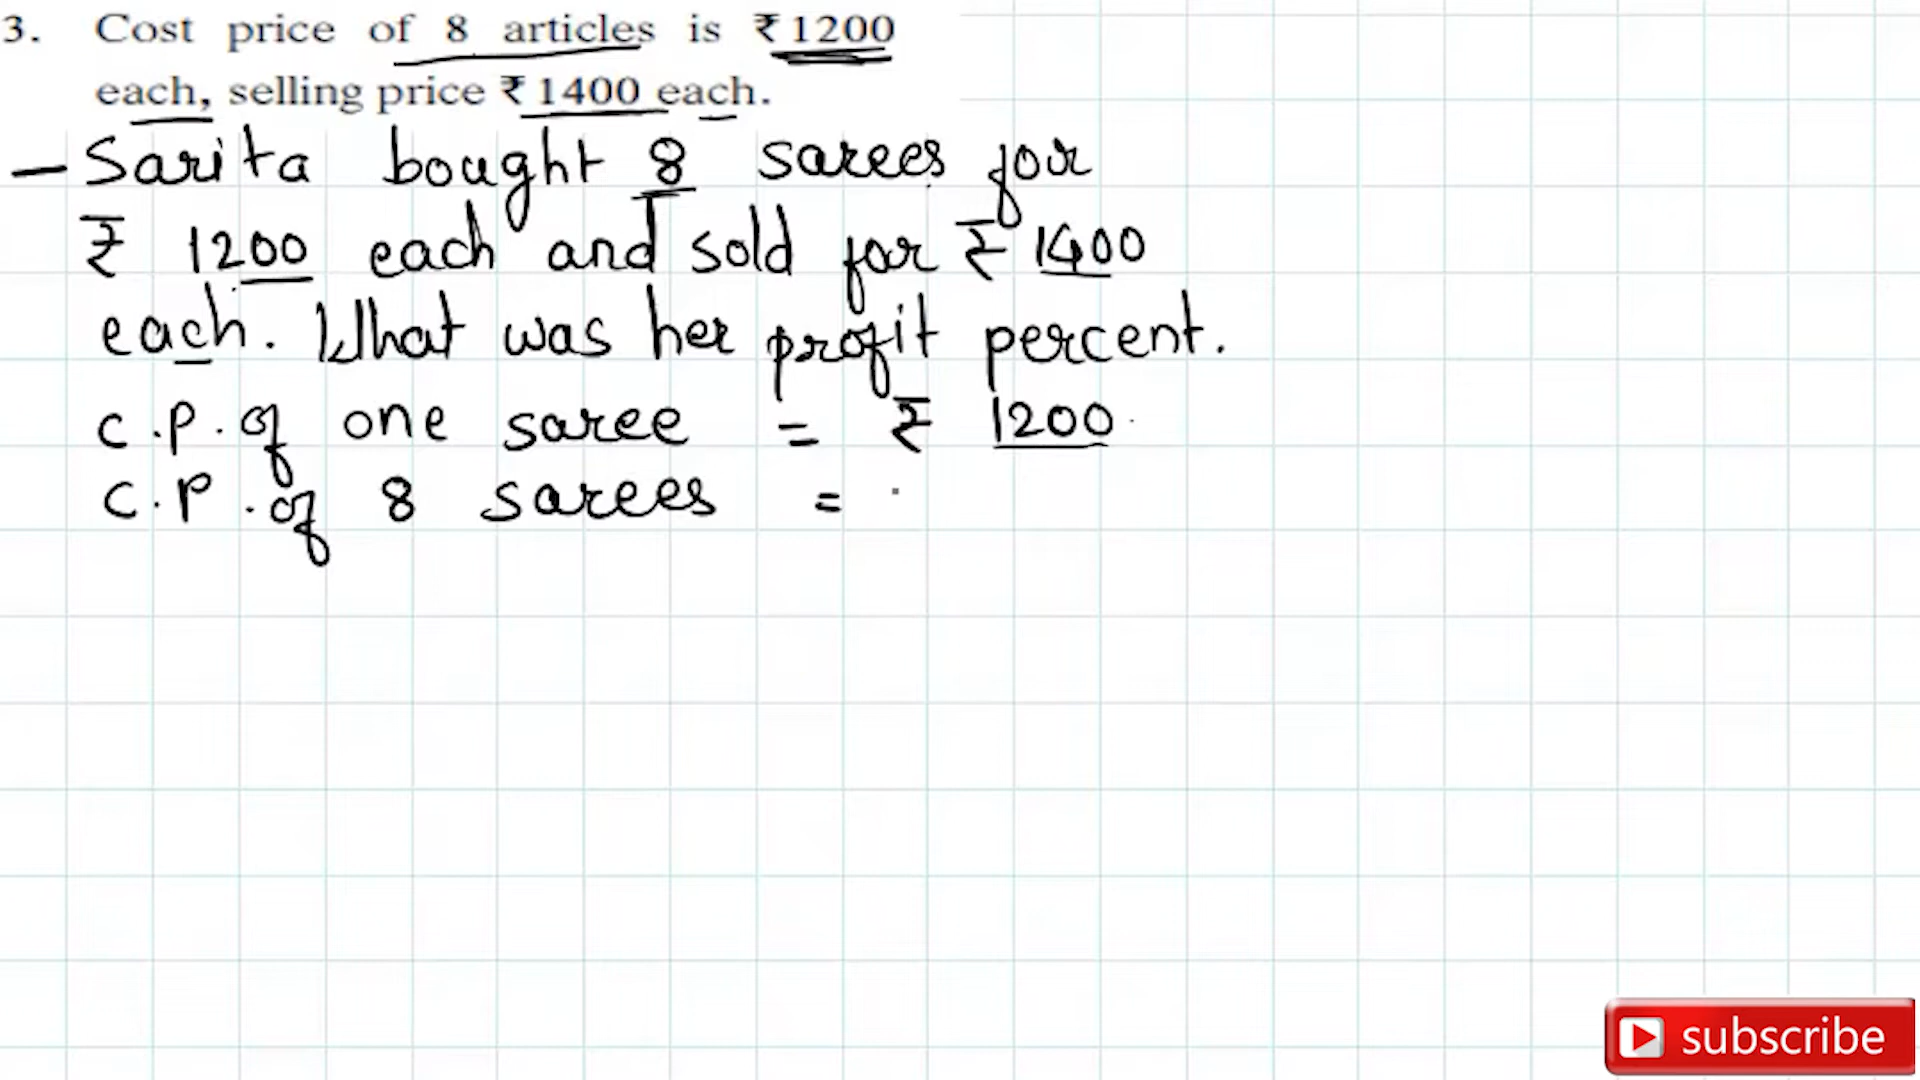 3. Cost price of 8 articles is ₹1200
each, selling price ₹1400 each.
- Sarita bought 8 sarees for
₹ 1200 each and sold for ₹ 1400
each. What was her profit percent.
C.P. of one saree = ₹ 1200.
C.P. of 8 sarees =
subscribe